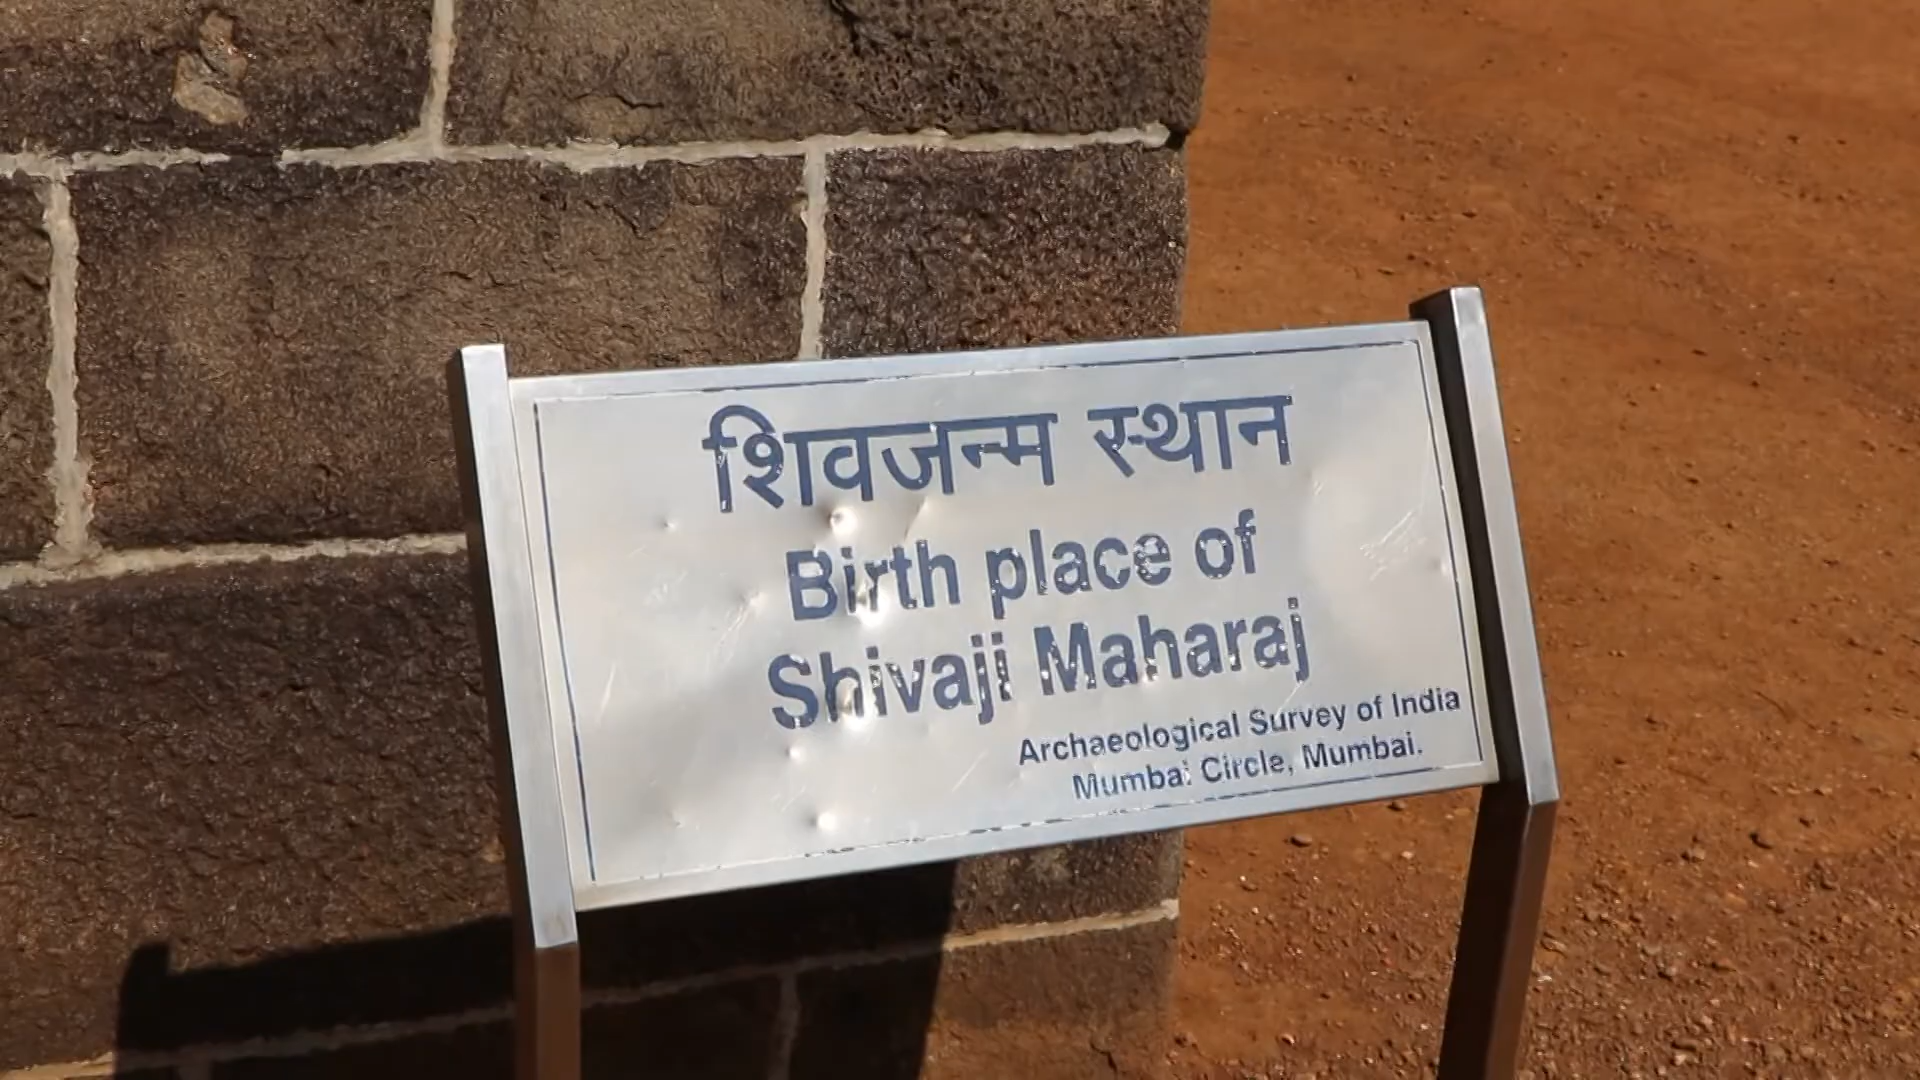 शिवजन्म स्थान
Birth place of
Shivaji Maharaj
Archaeological Survey of India
Mumbai Circle, Mumbai.